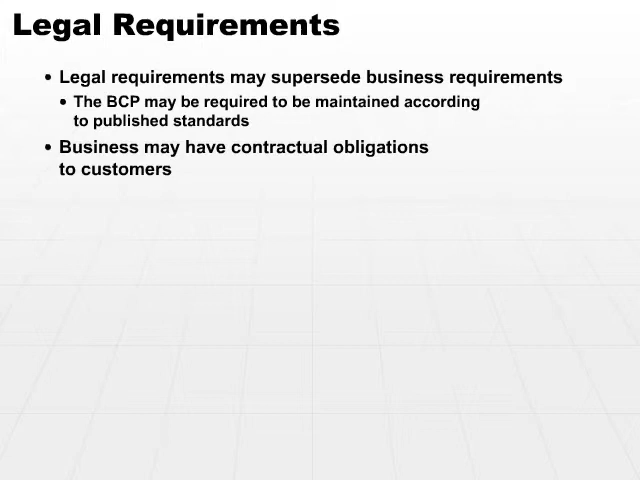 Legal Requirements
• Legal requirements may supersede business requirements
• The BCP may be required to be maintained according
to published standards
• Business may have contractual obligations
to customers